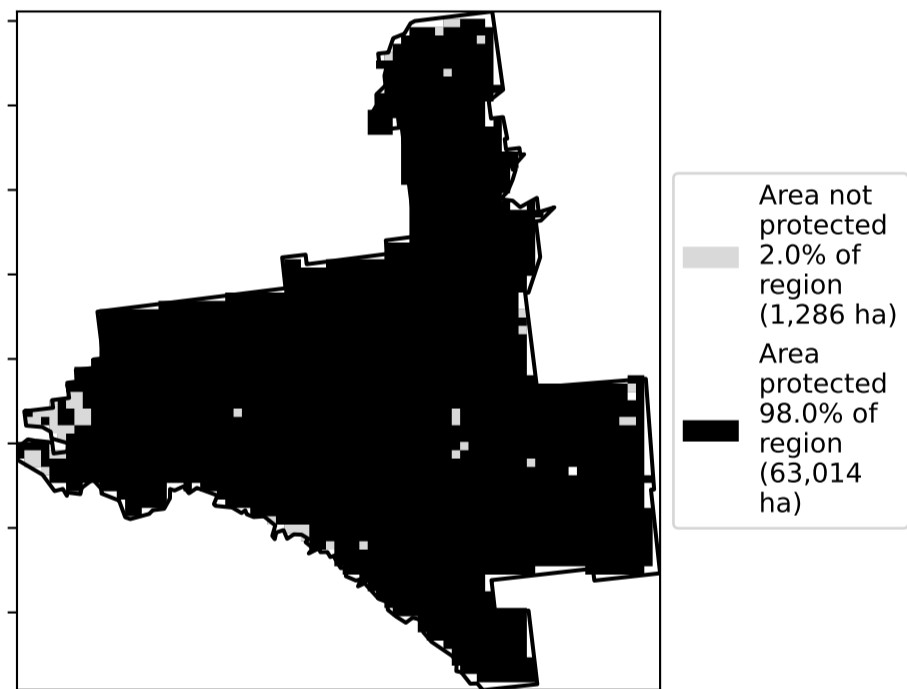 Area not
protected
2.0% of
region
(1,286 ha)
Area
protected
98.0% of
region
(63,014
ha)